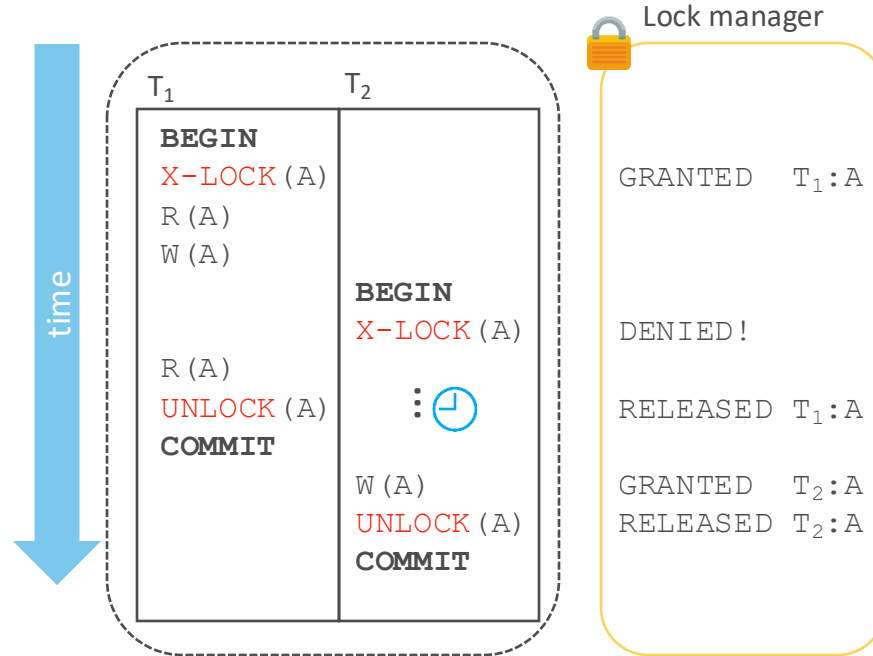 Lock manager
T₁ T₂
BEGIN
X-LOCK(A) GRANTED T₁:A
R(A)
W(A)
BEGIN
X-LOCK(A) DENIED!
R(A)
UNLOCK(A) ⋮ RELEASED T₁:A
COMMIT
W(A) GRANTED T₂:A
UNLOCK(A) RELEASED T₂:A
COMMIT
time